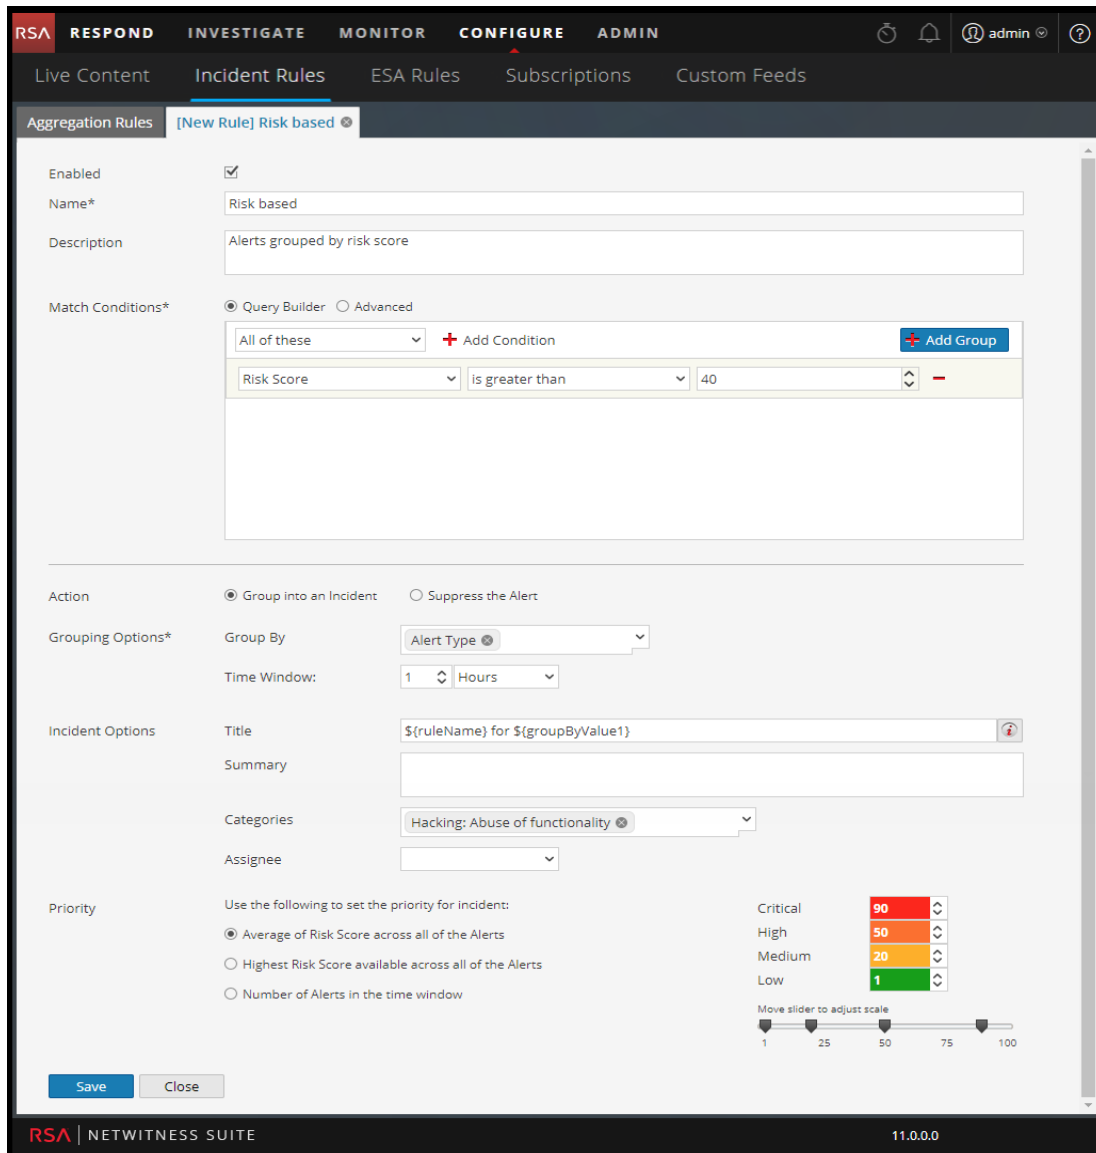 RSA RESPOND INVESTIGATE MONITOR CONFIGURE ADMIN admin
Live Content Incident Rules ESA Rules Subscriptions Custom Feeds
Aggregation Rules [New Rule] Risk based
Enabled
Name* Risk based
Description Alerts grouped by risk score
Match Conditions* Query Builder Advanced
All of these Add Condition Add Group
Risk Score is greater than 40
Action Group into an Incident Suppress the Alert
Grouping Options* Group By Alert Type
Time Window: 1 Hours
Incident Options Title ${ruleName} for ${groupByValue1}
Summary
Categories Hacking: Abuse of functionality
Assignee
Priority Use the following to set the priority for incident:
Average of Risk Score across all of the Alerts
Highest Risk Score available across all of the Alerts
Number of Alerts in the time window
Critical 90
High 50
Medium 20
Low 1
Move slider to adjust scale
1 25 50 75 100
Save Close
RSA NETWITNESS SUITE 11.0.0.0